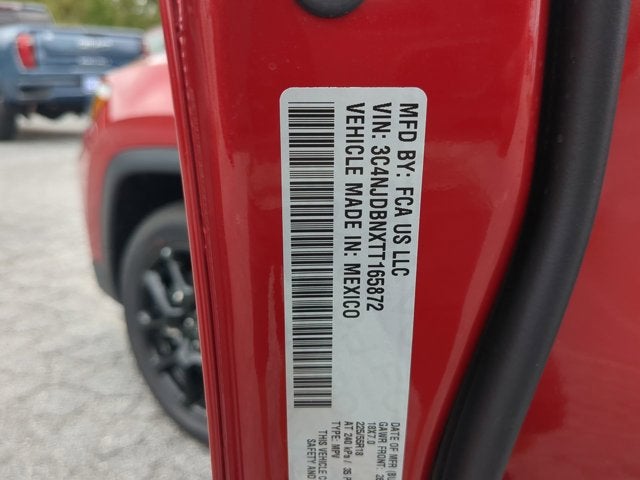 MFD BY: FCA US LLC
VIN: 3C4NJDBNXTT165872
VEHICLE MADE IN: MEXICO
DATE OF MFR
GAWR FRONT:
18X7.0
225/55R18
AT 240 kPa / 35
TYPE: MPV
THIS VEHICLE
SAFETY AND